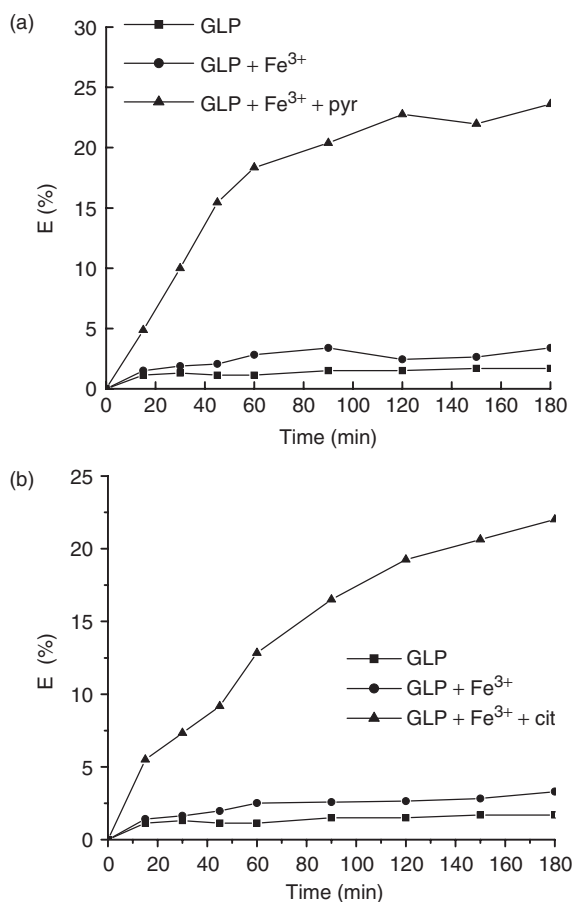 (a)
GLP
GLP + Fe³⁺
GLP + Fe³⁺ + pyr
30
25
20
15
10
5
0
E (%)
0 20 40 60 80 100 120 140 160 180
Time (min)
(b)
25
20
15
10
5
0
E (%)
GLP
GLP + Fe³⁺
GLP + Fe³⁺ + cit
0 20 40 60 80 100 120 140 160 180
Time (min)